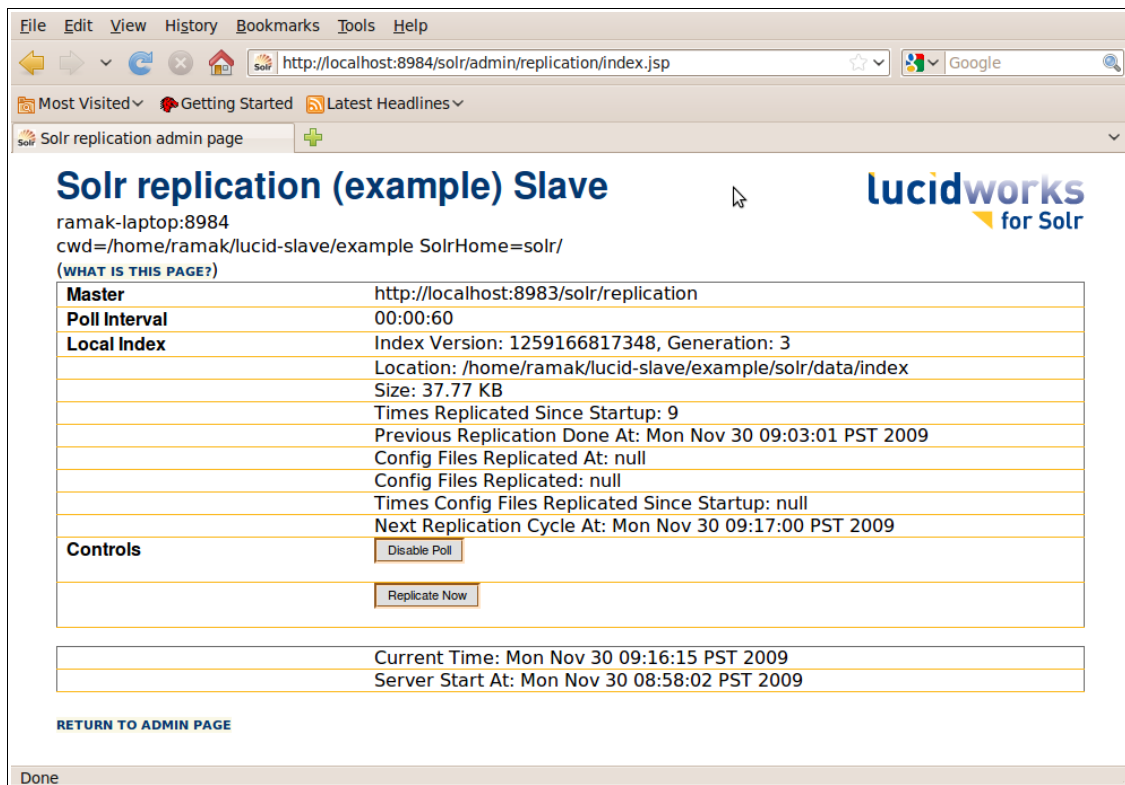 File Edit View History Bookmarks Tools Help
Solr http://localhost:8984/solr/admin/replication/index.jsp Google
Most Visited Getting Started Latest Headlines
Solr Solr replication admin page
Solr replication (example) Slave
lucidworks
for Solr
ramak-laptop:8984
cwd=/home/ramak/lucid-slave/example SolrHome=solr/
(WHAT IS THIS PAGE?)
Master http://localhost:8983/solr/replication
Poll Interval 00:00:60
Local Index Index Version: 1259166817348, Generation: 3
Location: /home/ramak/lucid-slave/example/solr/data/index
Size: 37.77 KB
Times Replicated Since Startup: 9
Previous Replication Done At: Mon Nov 30 09:03:01 PST 2009
Config Files Replicated At: null
Config Files Replicated: null
Times Config Files Replicated Since Startup: null
Next Replication Cycle At: Mon Nov 30 09:17:00 PST 2009
Controls Disable Poll
Replicate Now
Current Time: Mon Nov 30 09:16:15 PST 2009
Server Start At: Mon Nov 30 08:58:02 PST 2009
RETURN TO ADMIN PAGE
Done